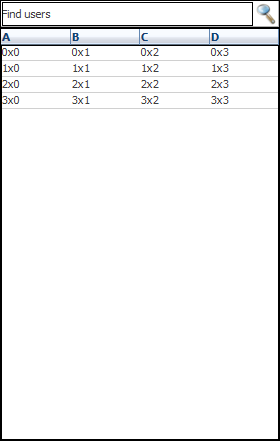 Find users
A B C D
0x0 0x1 0x2 0x3
1x0 1x1 1x2 1x3
2x0 2x1 2x2 2x3
3x0 3x1 3x2 3x3